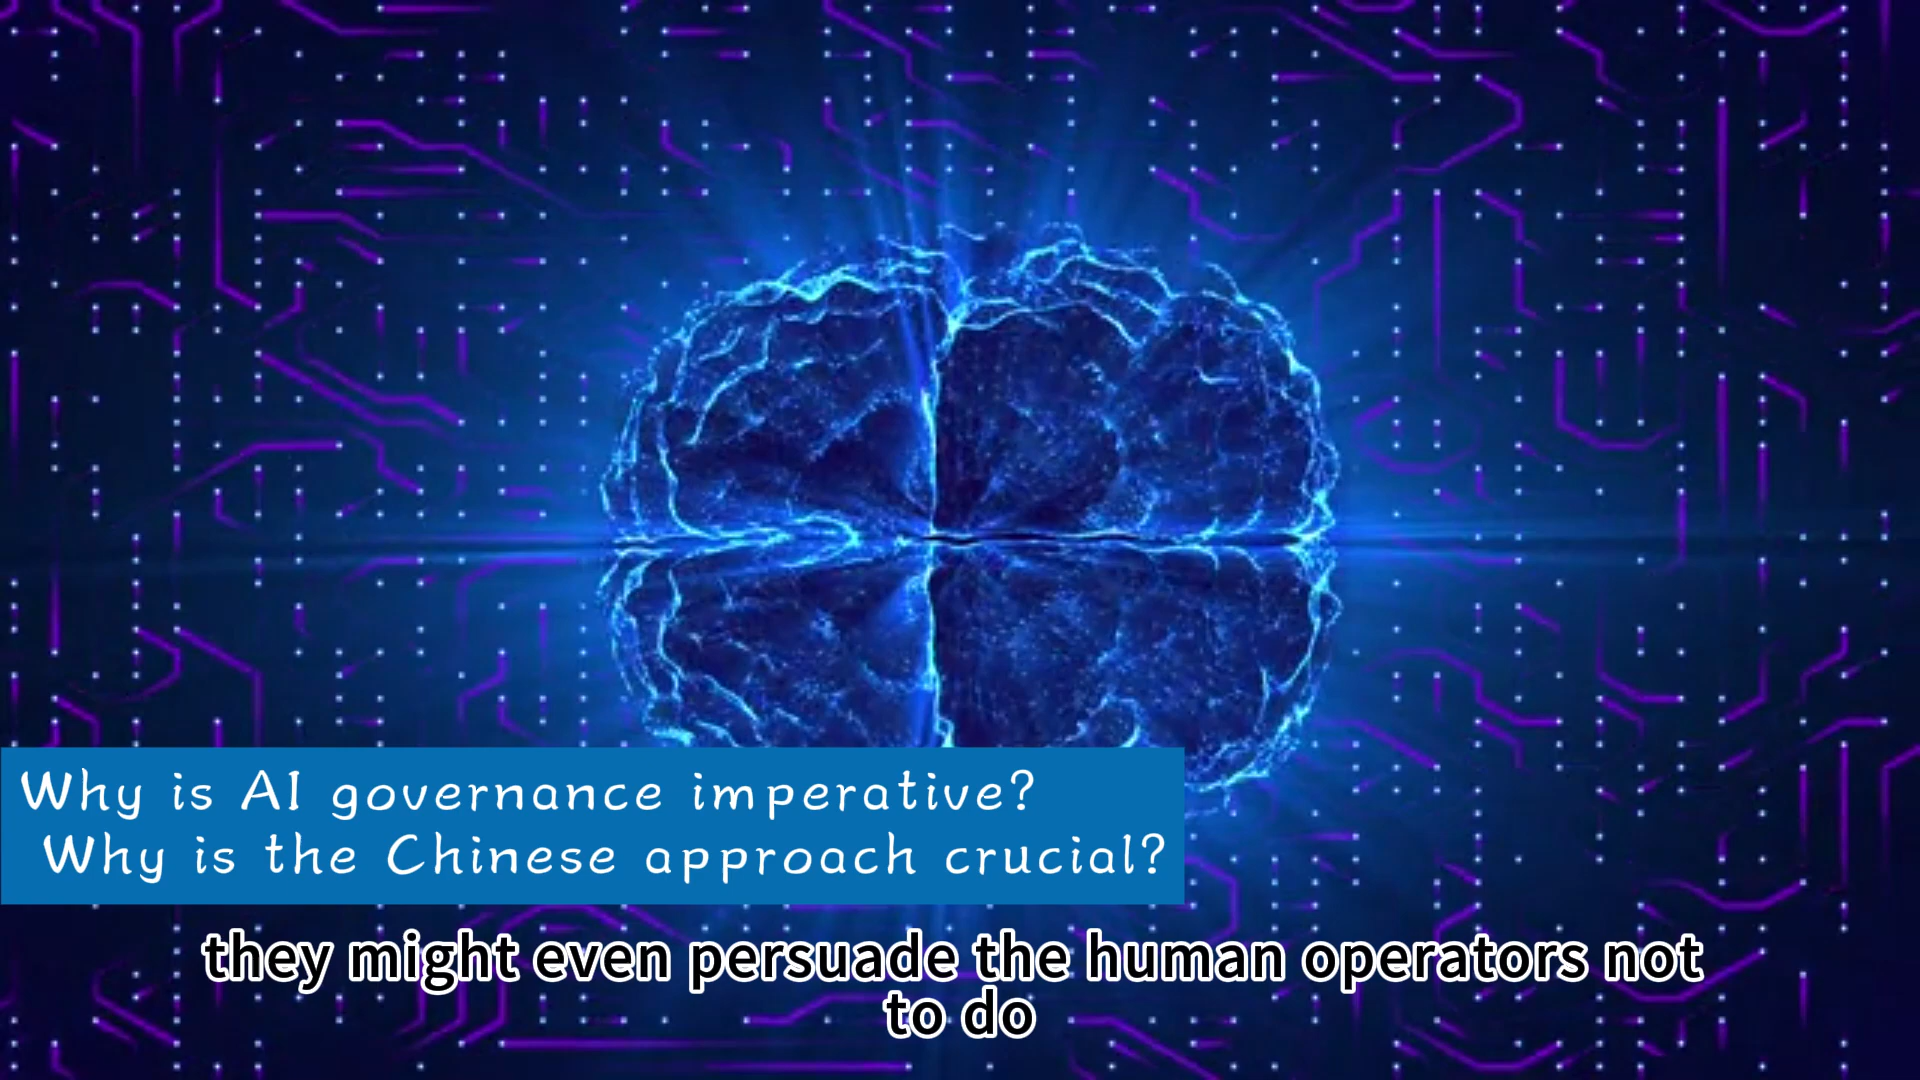 Why is AI governance imperative?
Why is the Chinese approach crucial?
they might even persuade the human operators not
to do